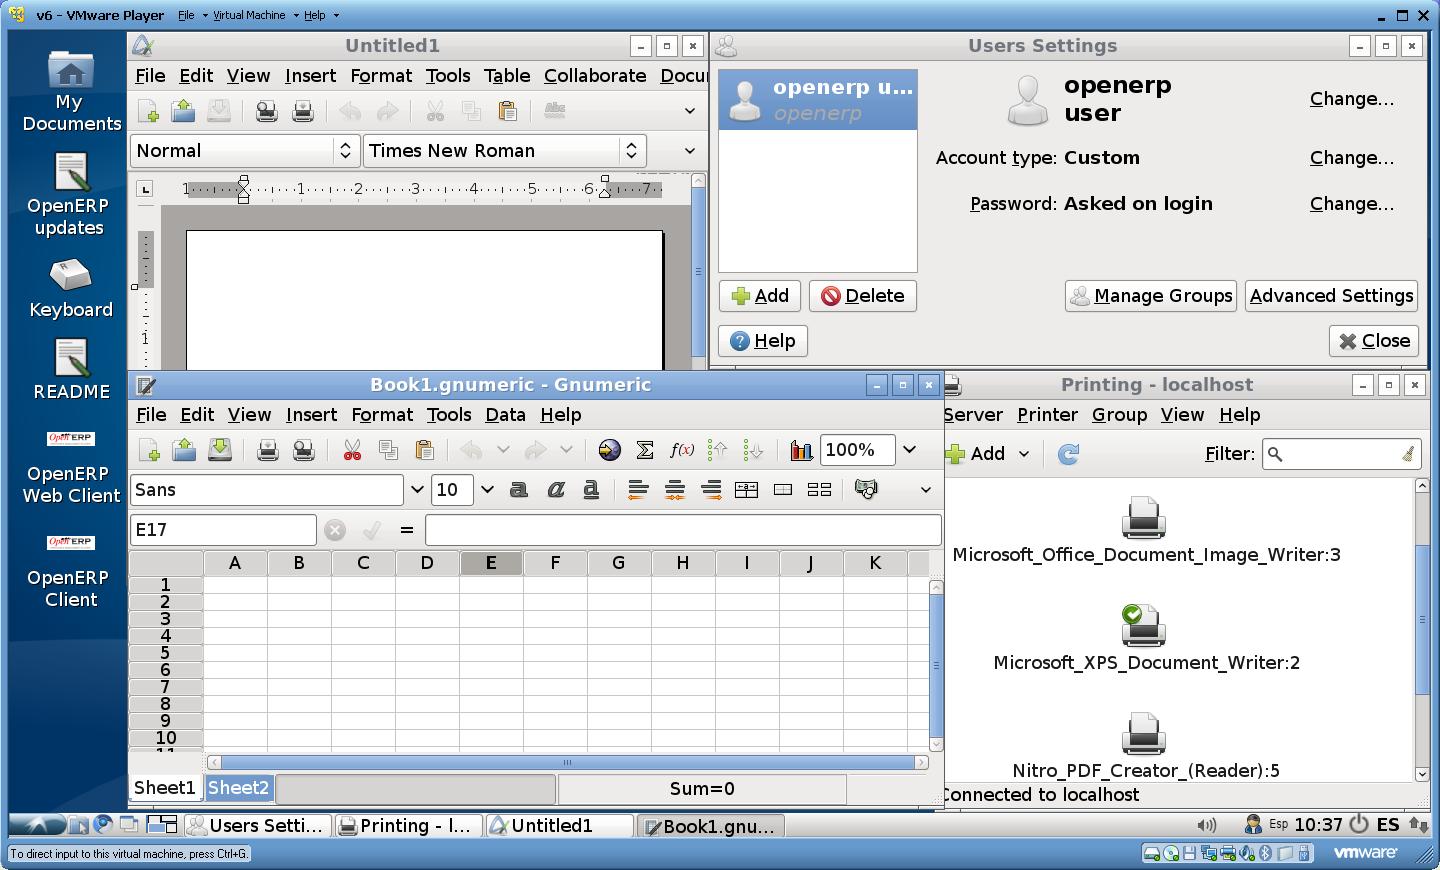 v6 - VMware Player File Virtual Machine Help
My Documents
OpenERP updates
Keyboard
README
OpenERP
OpenERP Web Client
OpenERP
OpenERP Client
Untitled1
File Edit View Insert Format Tools Table Collaborate Docu
Abc
Normal Times New Roman
L 1 1 2 3 4 5 6 7
1
Users Settings
openerp u...
openerp
openerp user Change...
Account type: Custom Change...
Password: Asked on login Change...
Add Delete Manage Groups Advanced Settings
Help Close
Book1.gnumeric - Gnumeric
File Edit View Insert Format Tools Data Help
Σ f(x) 100%
Sans 10 a a a
E17 =
A B C D E F G H I J K
1
2
3
4
5
6
7
8
9
10
11
Sheet1 Sheet2 Sum=0
Printing - localhost
Server Printer Group View Help
Add Filter:
Microsoft_Office_Document_Image_Writer:3
Microsoft_XPS_Document_Writer:2
Nitro_PDF_Creator_(Reader):5
Connected to localhost
Users Setti... Printing - l... Untitled1 Book1.gnu... Esp 10:37 ES
To direct input to this virtual machine, press Ctrl+G. vmware